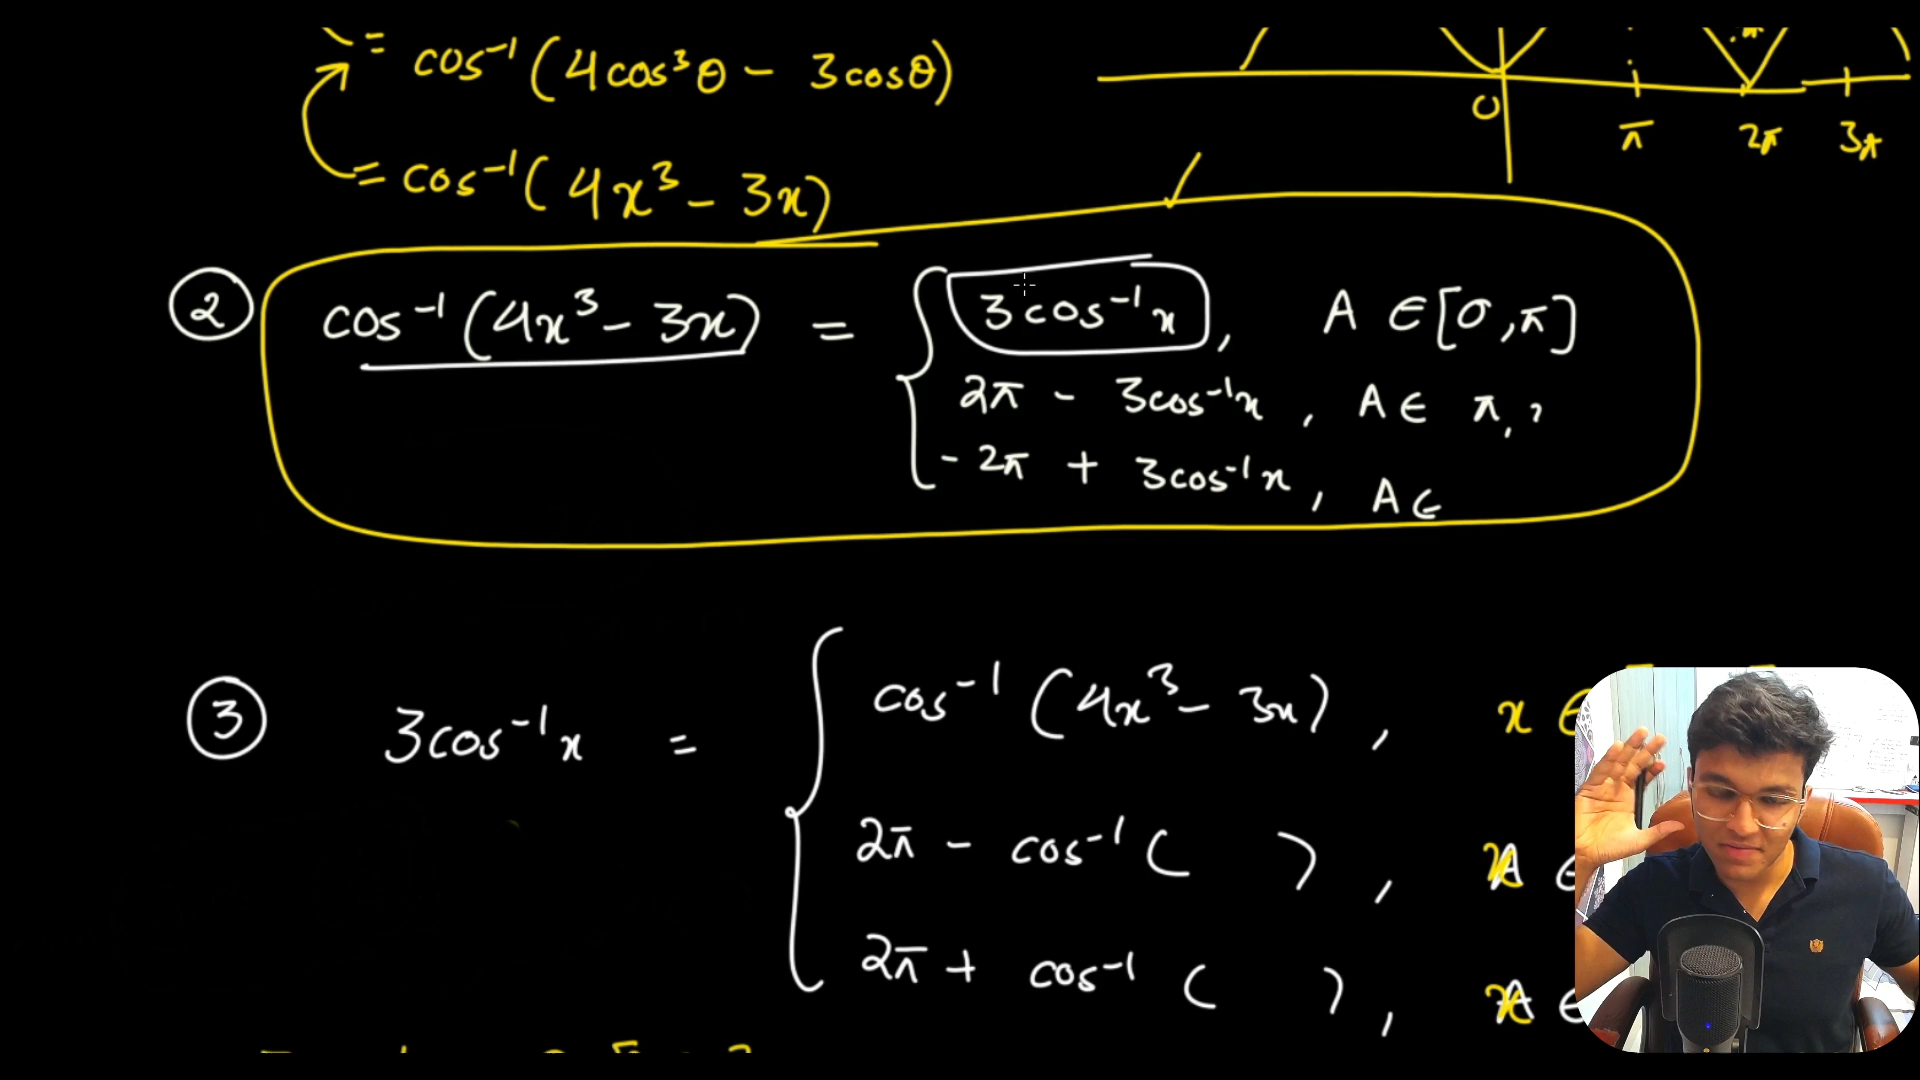 = cos⁻¹(4cos³θ − 3cosθ)
= cos⁻¹(4x³ − 3x)
0 π 2π 3π
② cos⁻¹(4x³ − 3x) = { 3cos⁻¹x , A ∈ [0, π]
2π − 3cos⁻¹x , A ∈ π, ?
−2π + 3cos⁻¹x , A ∈
③ 3cos⁻¹x = { cos⁻¹(4x³ − 3x) , x ∈
2π − cos⁻¹( ) , x ∈
2π + cos⁻¹( ) , x ∈